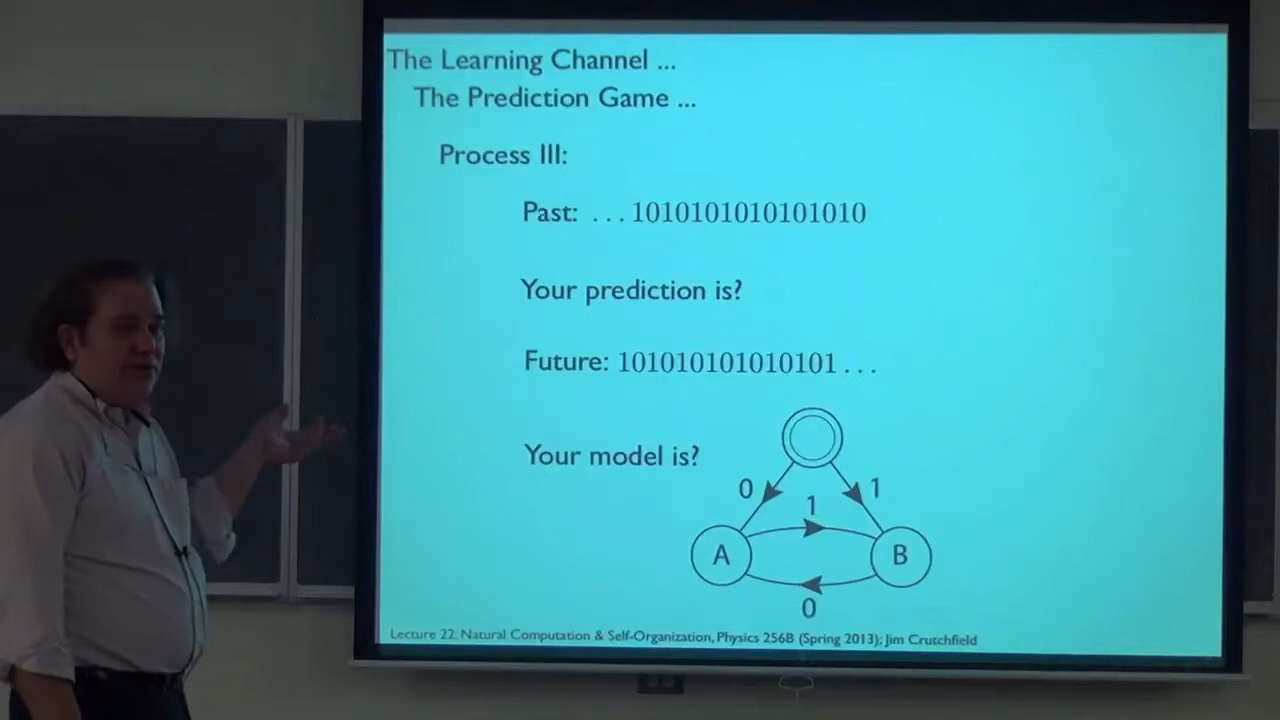 The Learning Channel ...
The Prediction Game ...
Process III:
Past: ...1010101010101010
Your prediction is?
Future: 101010101010101...
Your model is?
0
1
1
A
B
0
Lecture 22: Natural Computation & Self-Organization, Physics 256B (Spring 2013); Jim Crutchfield